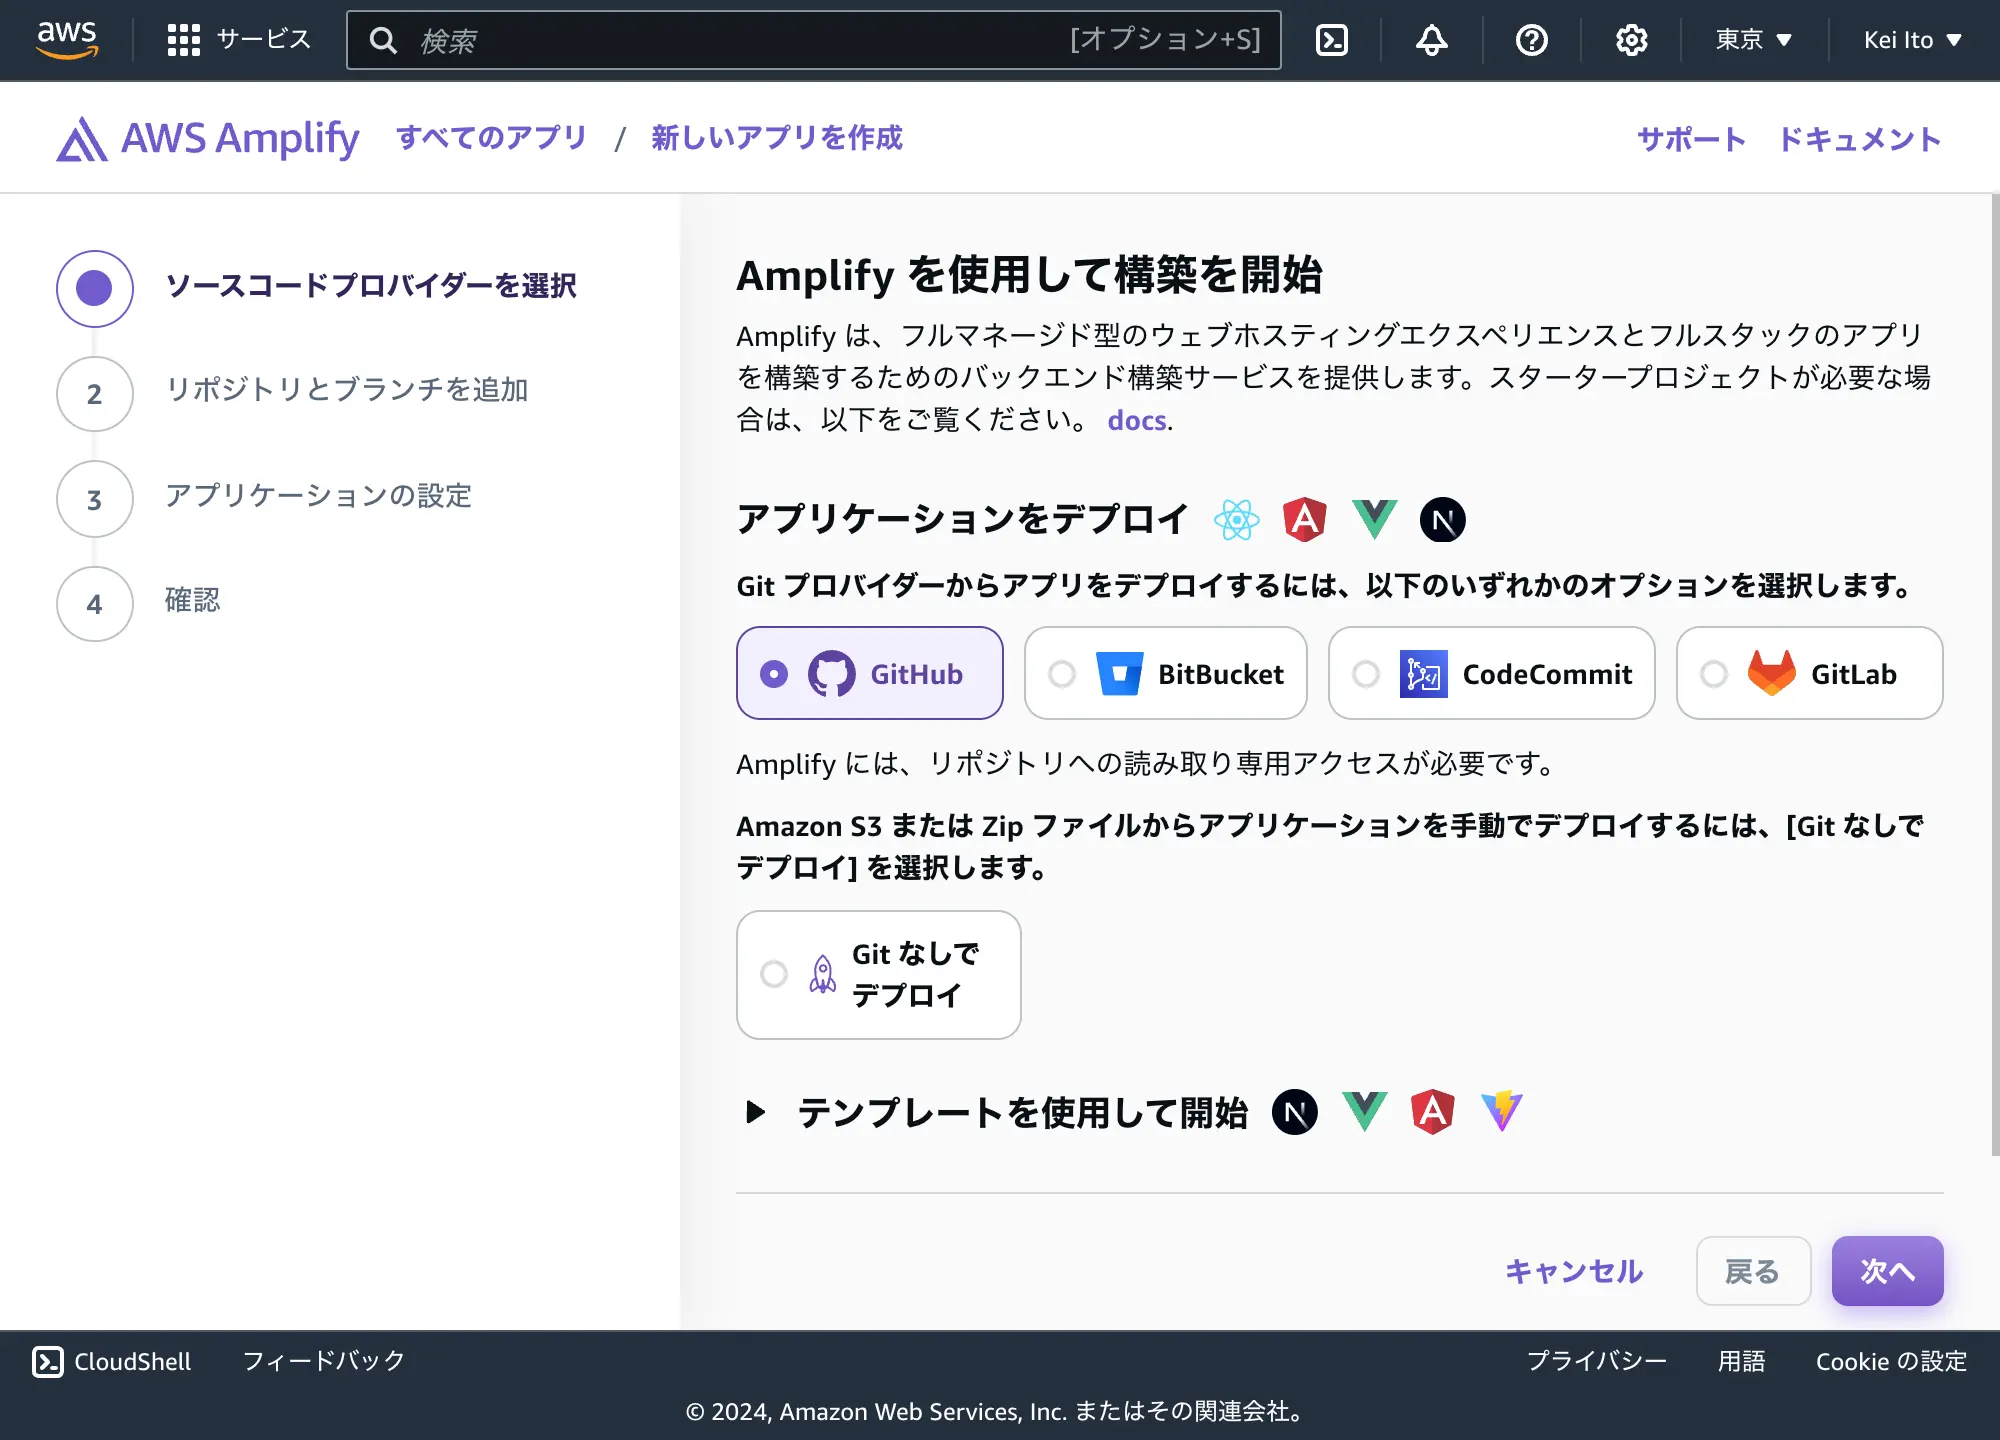 aws
サービス
検索
[オプション+S]
東京
Kei Ito
AWS Amplify
すべてのアプリ / 新しいアプリを作成
サポート
ドキュメント
ソースコードプロバイダーを選択
2
リポジトリとブランチを追加
3
アプリケーションの設定
4
確認
Amplify を使用して構築を開始
Amplify は、フルマネージド型のウェブホスティングエクスペリエンスとフルスタックのアプリ
を構築するためのバックエンド構築サービスを提供します。スタータープロジェクトが必要な場
合は、以下をご覧ください。 docs.
アプリケーションをデプロイ
Git プロバイダーからアプリをデプロイするには、以下のいずれかのオプションを選択します。
GitHub
BitBucket
CodeCommit
GitLab
Amplify には、リポジトリへの読み取り専用アクセスが必要です。
Amazon S3 または Zip ファイルからアプリケーションを手動でデプロイするには、[Git なしで
デプロイ] を選択します。
Git なしで
デプロイ
テンプレートを使用して開始
キャンセル
戻る
次へ
CloudShell
フィードバック
プライバシー
用語
Cookie の設定
© 2024, Amazon Web Services, Inc. またはその関連会社。